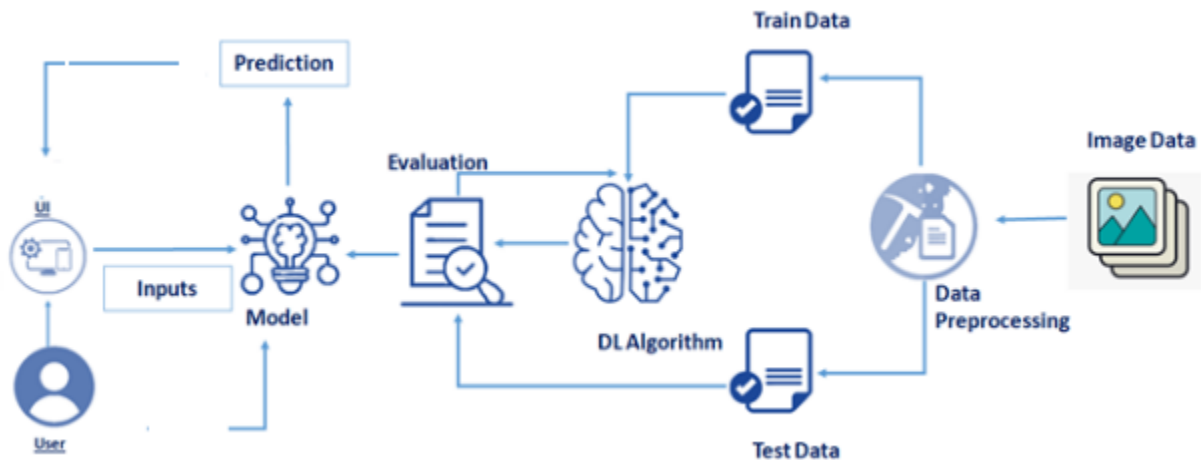 Train Data
Prediction
Image Data
Evaluation
UI
Inputs
Model
Data
Preprocessing
DL Algorithm
User
Test Data